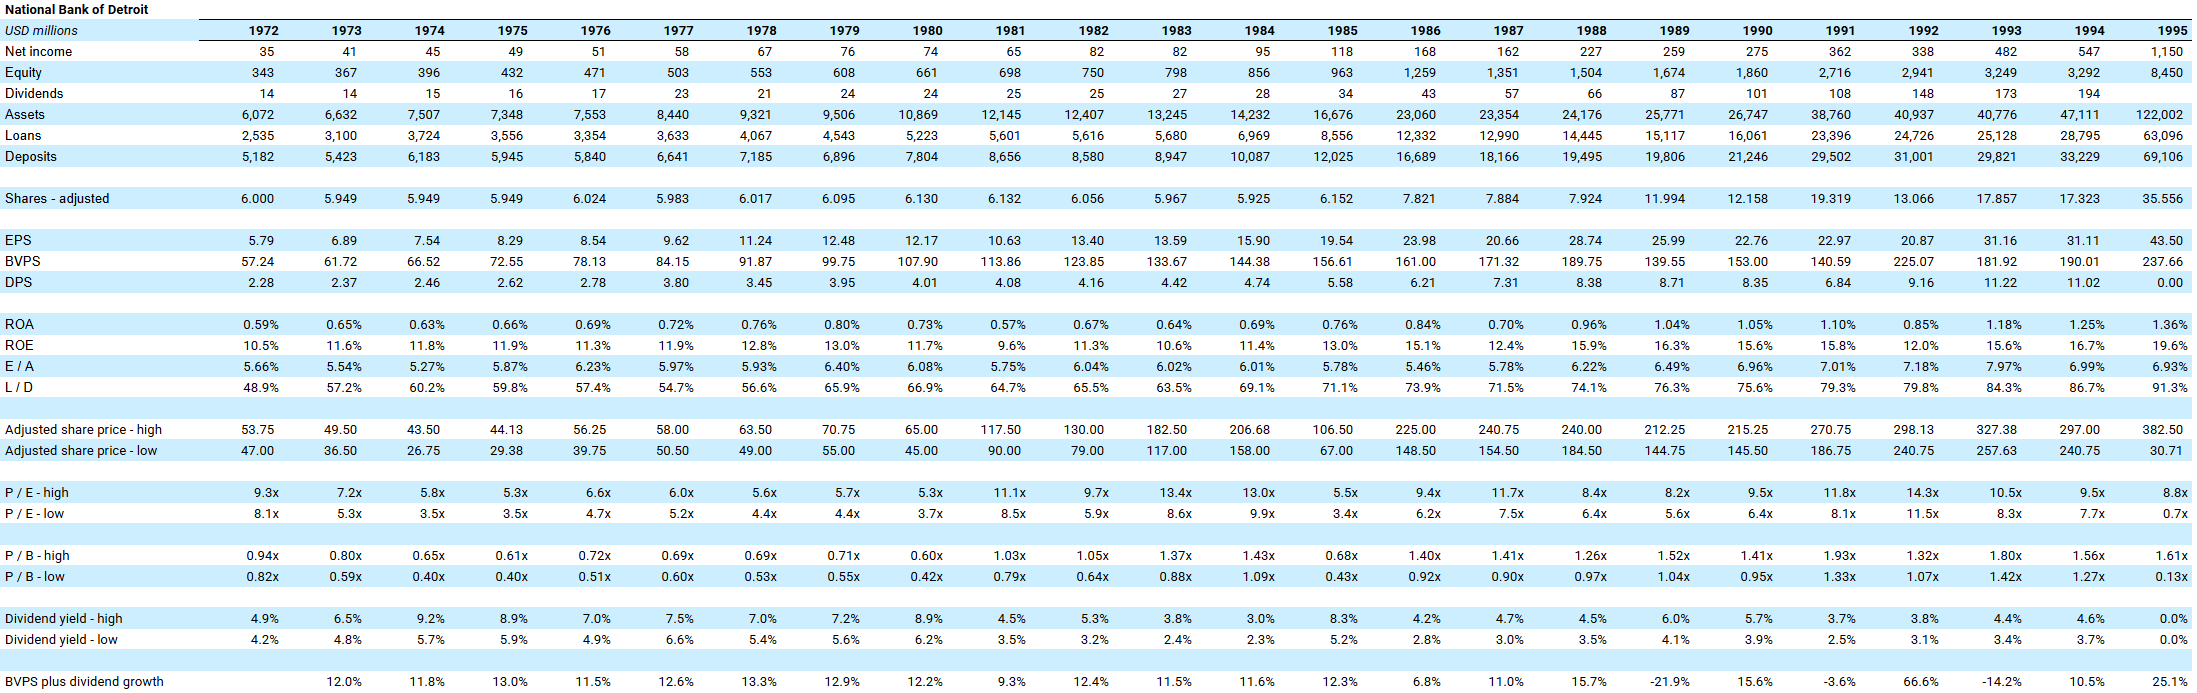 National Bank of Detroit
USD millions 1972 1973 1974 1975 1976 1977 1978 1979 1980 1981 1982 1983 1984 1985 1986 1987 1988 1989 1990 1991 1992 1993 1994 1995
Net income 35 41 45 49 51 58 67 76 74 65 82 82 95 118 168 162 227 259 275 362 338 482 547 1,150
Equity 343 367 396 432 471 503 553 608 661 698 750 798 856 963 1,259 1,351 1,504 1,674 1,860 2,716 2,941 3,249 3,292 8,450
Dividends 14 14 15 16 17 23 21 24 24 25 25 27 28 34 43 57 66 87 101 108 148 173 194
Assets 6,072 6,632 7,507 7,348 7,553 8,440 9,321 9,506 10,869 12,145 12,407 13,245 14,232 16,676 23,060 23,354 24,176 25,771 26,747 38,760 40,937 40,776 47,111 122,002
Loans 2,535 3,100 3,724 3,556 3,354 3,633 4,067 4,543 5,223 5,601 5,616 5,680 6,969 8,556 12,332 12,990 14,445 15,117 16,061 23,396 24,726 25,128 28,795 63,096
Deposits 5,182 5,423 6,183 5,945 5,840 6,641 7,185 6,896 7,804 8,656 8,580 8,947 10,087 12,025 16,689 18,166 19,495 19,806 21,246 29,502 31,001 29,821 33,229 69,106
Shares - adjusted 6.000 5.949 5.949 5.949 6.024 5.983 6.017 6.095 6.130 6.132 6.056 5.967 5.925 6.152 7.821 7.884 7.924 11.994 12.158 19.319 13.066 17.857 17.323 35.556
EPS 5.79 6.89 7.54 8.29 8.54 9.62 11.24 12.48 12.17 10.63 13.40 13.59 15.90 19.54 23.98 20.66 28.74 25.99 22.76 22.97 20.87 31.16 31.11 43.50
BVPS 57.24 61.72 66.52 72.55 78.13 84.15 91.87 99.75 107.90 113.86 123.85 133.67 144.38 156.61 161.00 171.32 189.75 139.55 153.00 140.59 225.07 181.92 190.01 237.66
DPS 2.28 2.37 2.46 2.62 2.78 3.80 3.45 3.95 4.01 4.08 4.16 4.42 4.74 5.58 6.21 7.31 8.38 8.71 8.35 6.84 9.16 11.22 11.02 0.00
ROA 0.59% 0.65% 0.63% 0.66% 0.69% 0.72% 0.76% 0.80% 0.73% 0.57% 0.67% 0.64% 0.69% 0.76% 0.84% 0.70% 0.96% 1.04% 1.05% 1.10% 0.85% 1.18% 1.25% 1.36%
ROE 10.5% 11.6% 11.8% 11.9% 11.3% 11.9% 12.8% 13.0% 11.7% 9.6% 11.3% 10.6% 11.4% 13.0% 15.1% 12.4% 15.9% 16.3% 15.6% 15.8% 12.0% 15.6% 16.7% 19.6%
E / A 5.66% 5.54% 5.27% 5.87% 6.23% 5.97% 5.93% 6.40% 6.08% 5.75% 6.04% 6.02% 6.01% 5.78% 5.46% 5.78% 6.22% 6.49% 6.96% 7.01% 7.18% 7.97% 6.99% 6.93%
L / D 48.9% 57.2% 60.2% 59.8% 57.4% 54.7% 56.6% 65.9% 66.9% 64.7% 65.5% 63.5% 69.1% 71.1% 73.9% 71.5% 74.1% 76.3% 75.6% 79.3% 79.8% 84.3% 86.7% 91.3%
Adjusted share price - high 53.75 49.50 43.50 44.13 56.25 58.00 63.50 70.75 65.00 117.50 130.00 182.50 206.68 106.50 225.00 240.75 240.00 212.25 215.25 270.75 298.13 327.38 297.00 382.50
Adjusted share price - low 47.00 36.50 26.75 29.38 39.75 50.50 49.00 55.00 45.00 90.00 79.00 117.00 158.00 67.00 148.50 154.50 184.50 144.75 145.50 186.75 240.75 257.63 240.75 30.71
P / E - high 9.3x 7.2x 5.8x 5.3x 6.6x 6.0x 5.6x 5.7x 5.3x 11.1x 9.7x 13.4x 13.0x 5.5x 9.4x 11.7x 8.4x 8.2x 9.5x 11.8x 14.3x 10.5x 9.5x 8.8x
P / E - low 8.1x 5.3x 3.5x 3.5x 4.7x 5.2x 4.4x 4.4x 3.7x 8.5x 5.9x 8.6x 9.9x 3.4x 6.2x 7.5x 6.4x 5.6x 6.4x 8.1x 11.5x 8.3x 7.7x 0.7x
P / B - high 0.94x 0.80x 0.65x 0.61x 0.72x 0.69x 0.69x 0.71x 0.60x 1.03x 1.05x 1.37x 1.43x 0.68x 1.40x 1.41x 1.26x 1.52x 1.41x 1.93x 1.32x 1.80x 1.56x 1.61x
P / B - low 0.82x 0.59x 0.40x 0.40x 0.51x 0.60x 0.53x 0.55x 0.42x 0.79x 0.64x 0.88x 1.09x 0.43x 0.92x 0.90x 0.97x 1.04x 0.95x 1.33x 1.07x 1.42x 1.27x 0.13x
Dividend yield - high 4.9% 6.5% 9.2% 8.9% 7.0% 7.5% 7.0% 7.2% 8.9% 4.5% 5.3% 3.8% 3.0% 8.3% 4.2% 4.7% 4.5% 6.0% 5.7% 3.7% 3.8% 4.4% 4.6% 0.0%
Dividend yield - low 4.2% 4.8% 5.7% 5.9% 4.9% 6.6% 5.4% 5.6% 6.2% 3.5% 3.2% 2.4% 2.3% 5.2% 2.8% 3.0% 3.5% 4.1% 3.9% 2.5% 3.1% 3.4% 3.7% 0.0%
BVPS plus dividend growth 12.0% 11.8% 13.0% 11.5% 12.6% 13.3% 12.9% 12.2% 9.3% 12.4% 11.5% 11.6% 12.3% 6.8% 11.0% 15.7% -21.9% 15.6% -3.6% 66.6% -14.2% 10.5% 25.1%